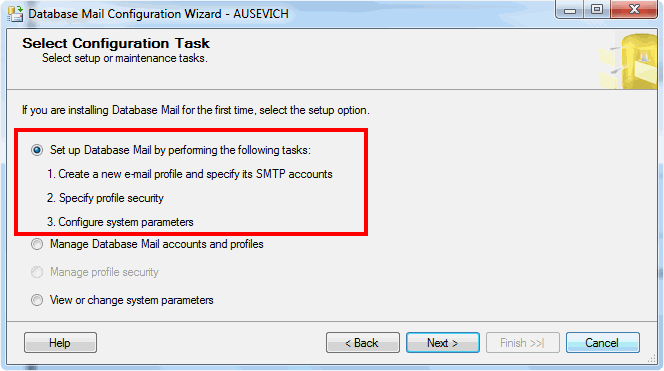 Database Mail Configuration Wizard - AUSEVICH
Select Configuration Task
Select setup or maintenance tasks.
If you are installing Database Mail for the first time, select the setup option.
Set up Database Mail by performing the following tasks:
1. Create a new e-mail profile and specify its SMTP accounts
2. Specify profile security
3. Configure system parameters
Manage Database Mail accounts and profiles
Manage profile security
View or change system parameters
Help < Back Next > Finish >>| Cancel